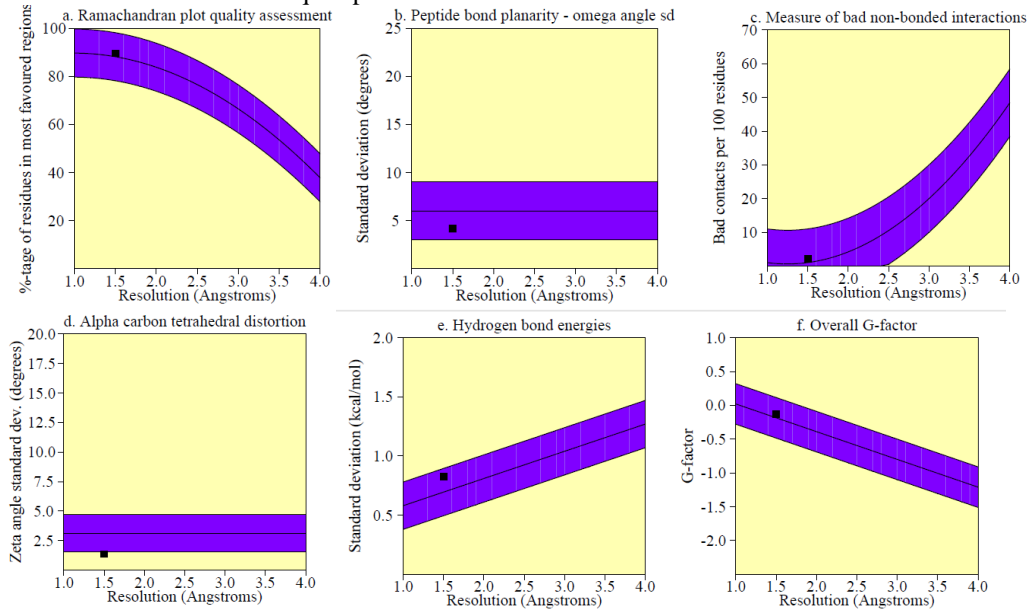 a. Ramachandran plot quality assessment
%-tage of residues in most favoured regions
100
80
60
40
20
1.0 1.5 2.0 2.5 3.0 3.5 4.0
Resolution (Angstroms)
b. Peptide bond planarity - omega angle sd
Standard deviation (degrees)
25
20
15
10
5
1.0 1.5 2.0 2.5 3.0 3.5 4.0
Resolution (Angstroms)
c. Measure of bad non-bonded interactions
Bad contacts per 100 residues
70
60
50
40
30
20
10
1.0 1.5 2.0 2.5 3.0 3.5 4.0
Resolution (Angstroms)
d. Alpha carbon tetrahedral distortion
Zeta angle standard dev. (degrees)
20.0
17.5
15.0
12.5
10.0
7.5
5.0
2.5
1.0 1.5 2.0 2.5 3.0 3.5 4.0
Resolution (Angstroms)
e. Hydrogen bond energies
Standard deviation (kcal/mol)
2.0
1.5
1.0
0.5
1.0 1.5 2.0 2.5 3.0 3.5 4.0
Resolution (Angstroms)
f. Overall G-factor
G-factor
1.0
0.5
0.0
-0.5
-1.0
-1.5
-2.0
1.0 1.5 2.0 2.5 3.0 3.5 4.0
Resolution (Angstroms)